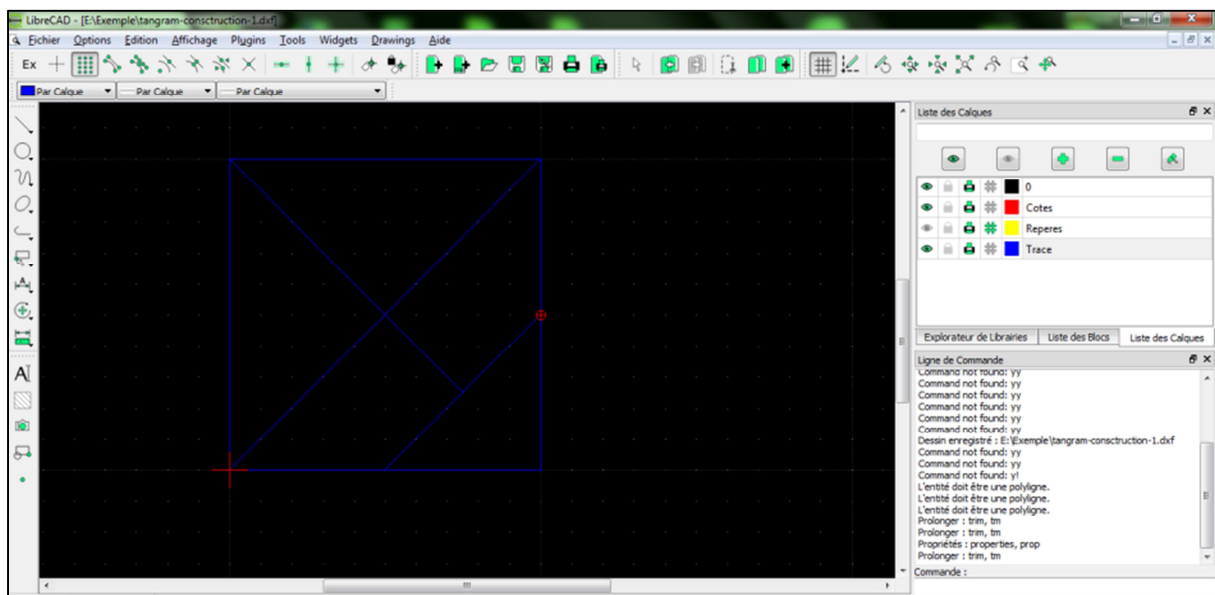 LibreCAD - [E:\Exemple\tangram-consctruction-1.dxf]
Fichier Options Edition Affichage Plugins Tools Widgets Drawings Aide
Ex
Par Calque Par Calque Par Calque
Liste des Calques
0
Cotes
Reperes
Trace
Explorateur de Librairies Liste des Blocs Liste des Calques
Ligne de Commande
Command not found: yy
Command not found: yy
Command not found: yy
Command not found: yy
Command not found: yy
Command not found: yy
Dessin enregistré : E:\Exemple\tangram-consctruction-1.dxf
Command not found: yy
Command not found: yy
Command not found: y!
L'entité doit être une polyligne.
L'entité doit être une polyligne.
L'entité doit être une polyligne.
Prolonger : trim, tm
Prolonger : trim, tm
Propriétés : properties, prop
Prolonger : trim, tm
Commande :
A